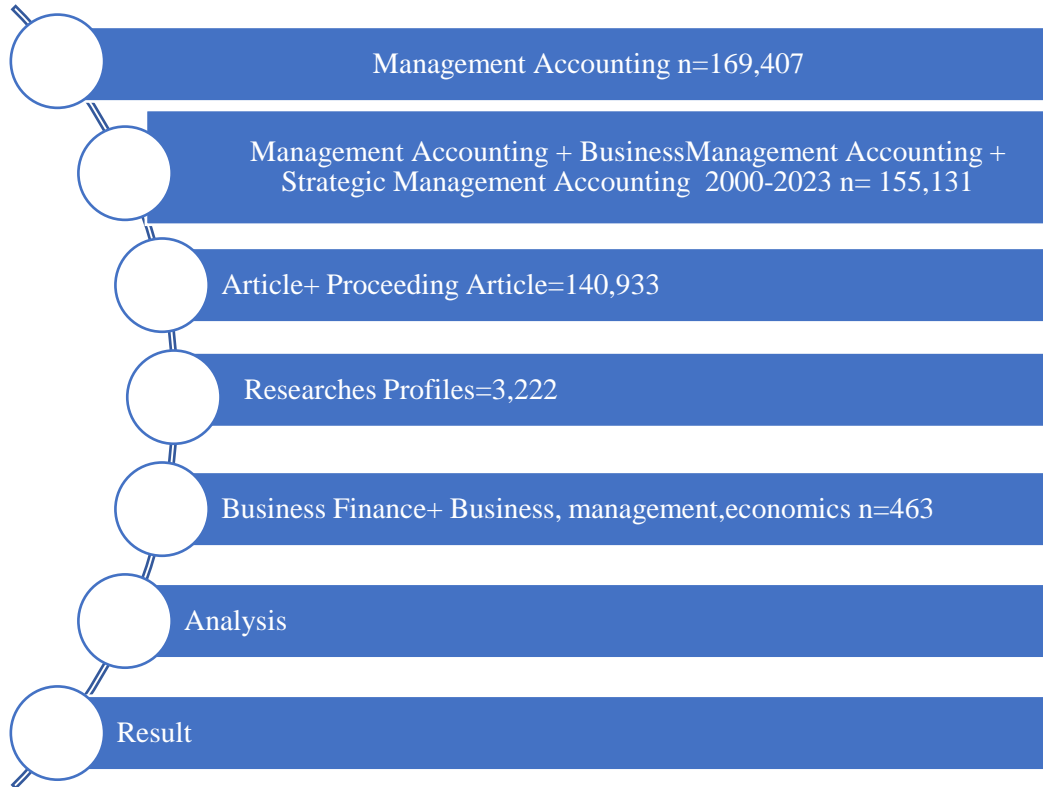 Management Accounting n=169,407
Management Accounting + BusinessManagement Accounting +
Strategic Management Accounting 2000-2023 n= 155,131
Article+ Proceeding Article=140,933
Researches Profiles=3,222
Business Finance+ Business, management,economics n=463
Analysis
Result